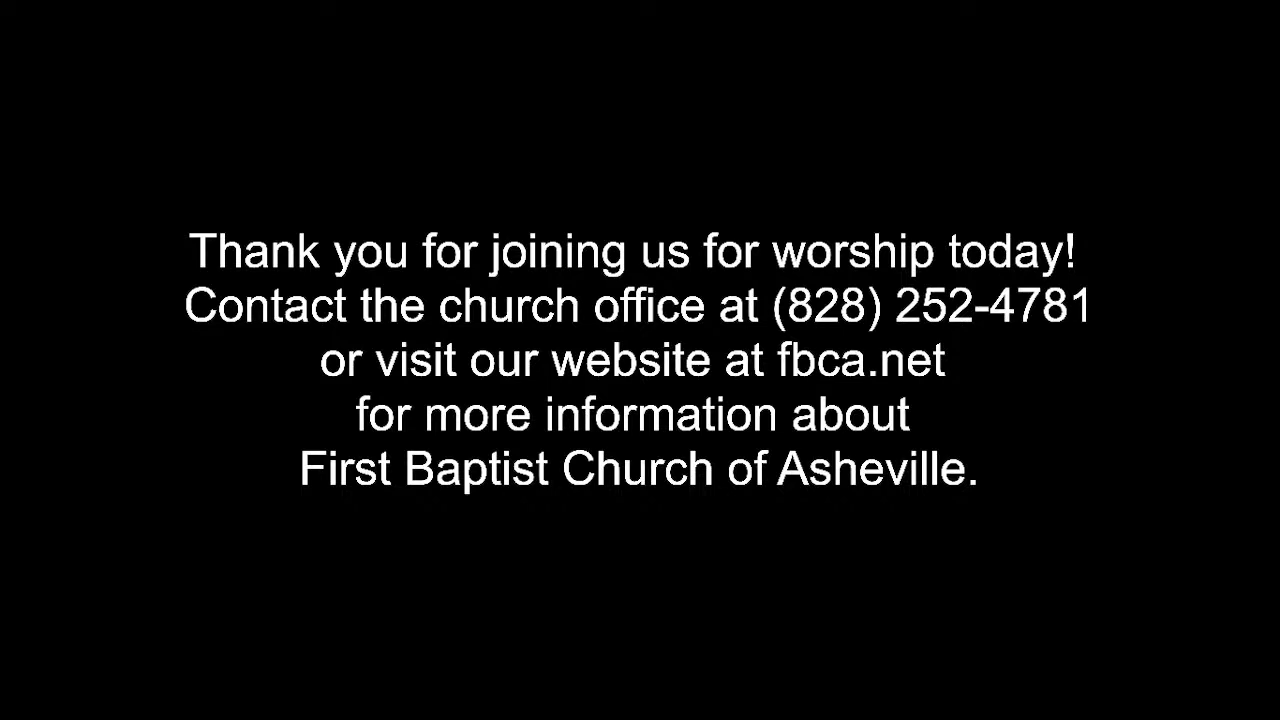 Thank you for joining us for worship today!
Contact the church office at (828) 252-4781
or visit our website at fbca.net
for more information about
First Baptist Church of Asheville.